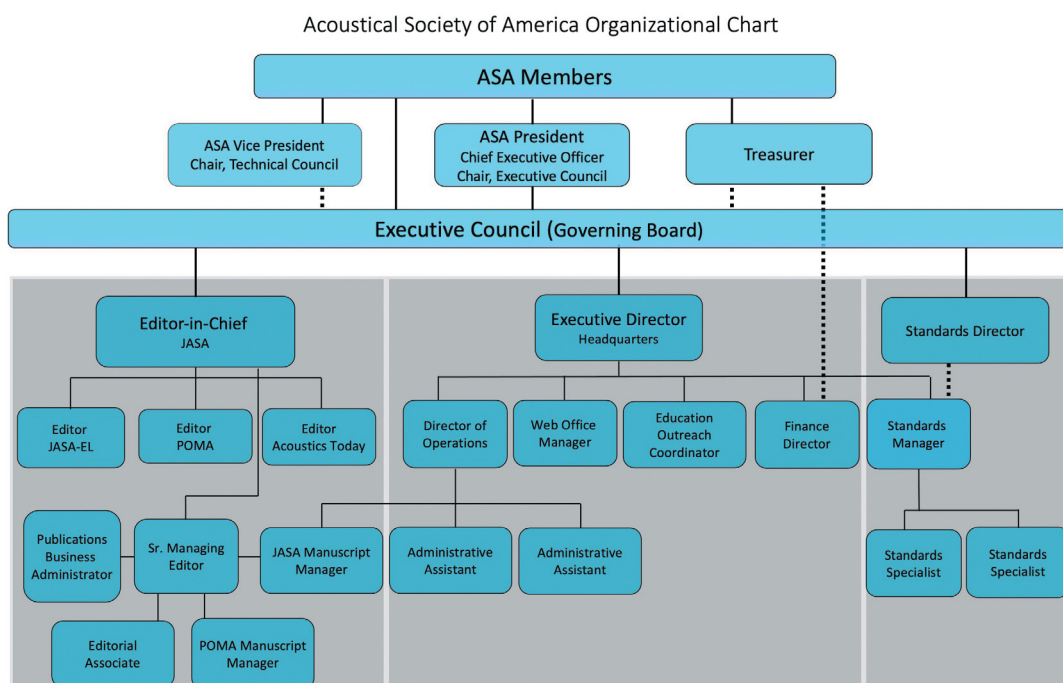 Acoustical Society of America Organizational Chart
ASA Members
ASA Vice President
Chair, Technical Council
ASA President
Chief Executive Officer
Chair, Executive Council
Treasurer
Executive Council (Governing Board)
Editor-in-Chief
JASA
Executive Director
Headquarters
Standards Director
Editor
JASA-EL
Editor
POMA
Editor
Acoustics Today
Director of
Operations
Web Office
Manager
Education
Outreach
Coordinator
Finance
Director
Standards
Manager
Publications
Business
Administrator
Sr. Managing
Editor
JASA Manuscript
Manager
Administrative
Assistant
Administrative
Assistant
Standards
Specialist
Standards
Specialist
Editorial
Associate
POMA Manuscript
Manager